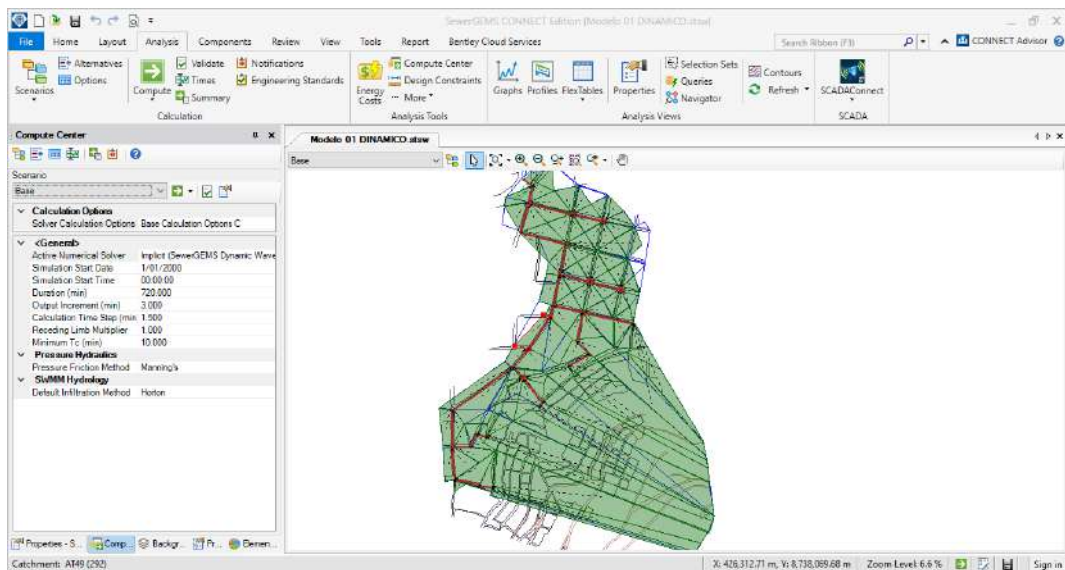 SewerGEMS CONNECT Edition [Modelo 01 DINAMICO.stsw]
File Home Layout Analysis Components Review View Tools Report Bentley Cloud Services Search Ribbon (F3) CONNECT Advisor
Scenarios Alternatives Options Compute Validate Times Summary Notifications Engineering Standards
Energy Costs Compute Center Design Constraints More
Graphs Profiles FlexTables Properties Selection Sets Queries Navigator Contours Refresh SCADAConnect
Calculation Analysis Tools Analysis Views SCADA
Compute Center
Modelo 01 DINAMICO.stsw
Base
Scenario
Base
Calculation Options
Solver Calculation Options Base Calculation Options C
<General>
Active Numerical Solver Implicit (SewerGEMS Dynamic Wave
Simulation Start Date 1/01/2000
Simulation Start Time 00:00:00
Duration (min) 720.000
Output Increment (min) 3.000
Calculation Time Step (min 1.500
Receding Limb Multiplier 1.000
Minimum Tc (min) 10.000
Pressure Hydraulics
Pressure Friction Method Manning's
SWMM Hydrology
Default Infiltration Method Horton
Properties - S... Comp... Backgr... Pr... Elemen...
Catchment: AT49 (292) X: 426,312.71 m, Y: 8,738,069.68 m Zoom Level: 6.6 % Sign in